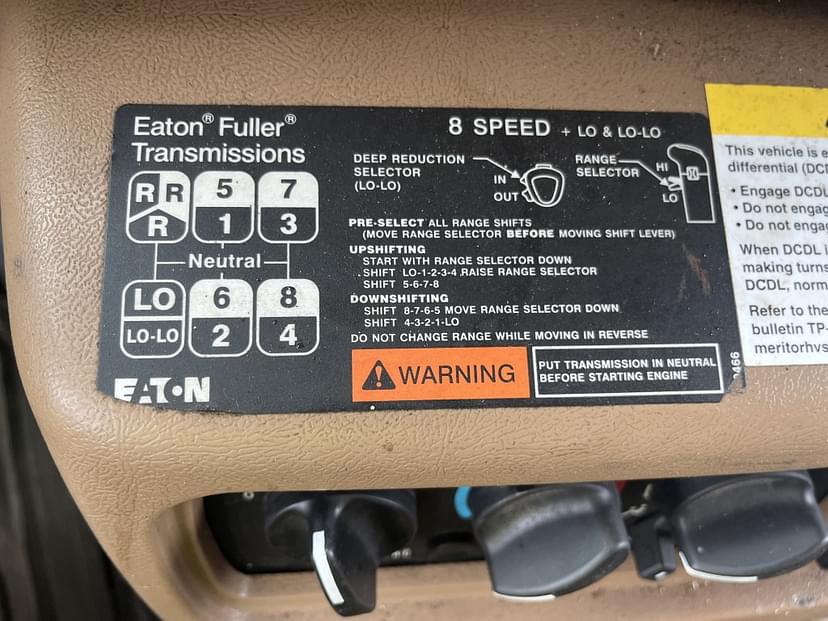 Eaton® Fuller®
Transmissions
8 SPEED + LO & LO-LO
DEEP REDUCTION
SELECTOR
(LO-LO)
IN
OUT
RANGE
SELECTOR
HI
LO
R R 5 7
R 1 3
Neutral
LO 6 8
LO-LO 2 4
PRE-SELECT ALL RANGE SHIFTS
(MOVE RANGE SELECTOR BEFORE MOVING SHIFT LEVER)
UPSHIFTING
START WITH RANGE SELECTOR DOWN
SHIFT LO-1-2-3-4 RAISE RANGE SELECTOR
SHIFT 5-6-7-8
DOWNSHIFTING
SHIFT 8-7-6-5 MOVE RANGE SELECTOR DOWN
SHIFT 4-3-2-1-LO
DO NOT CHANGE RANGE WHILE MOVING IN REVERSE
EATON
WARNING
PUT TRANSMISSION IN NEUTRAL
BEFORE STARTING ENGINE
This vehicle is
differential (DCD
• Engage DCDL
• Do not engag
• Do not engag
When DCDL i
making turns
DCDL, norm
Refer to the
bulletin TP-
meritorhvs